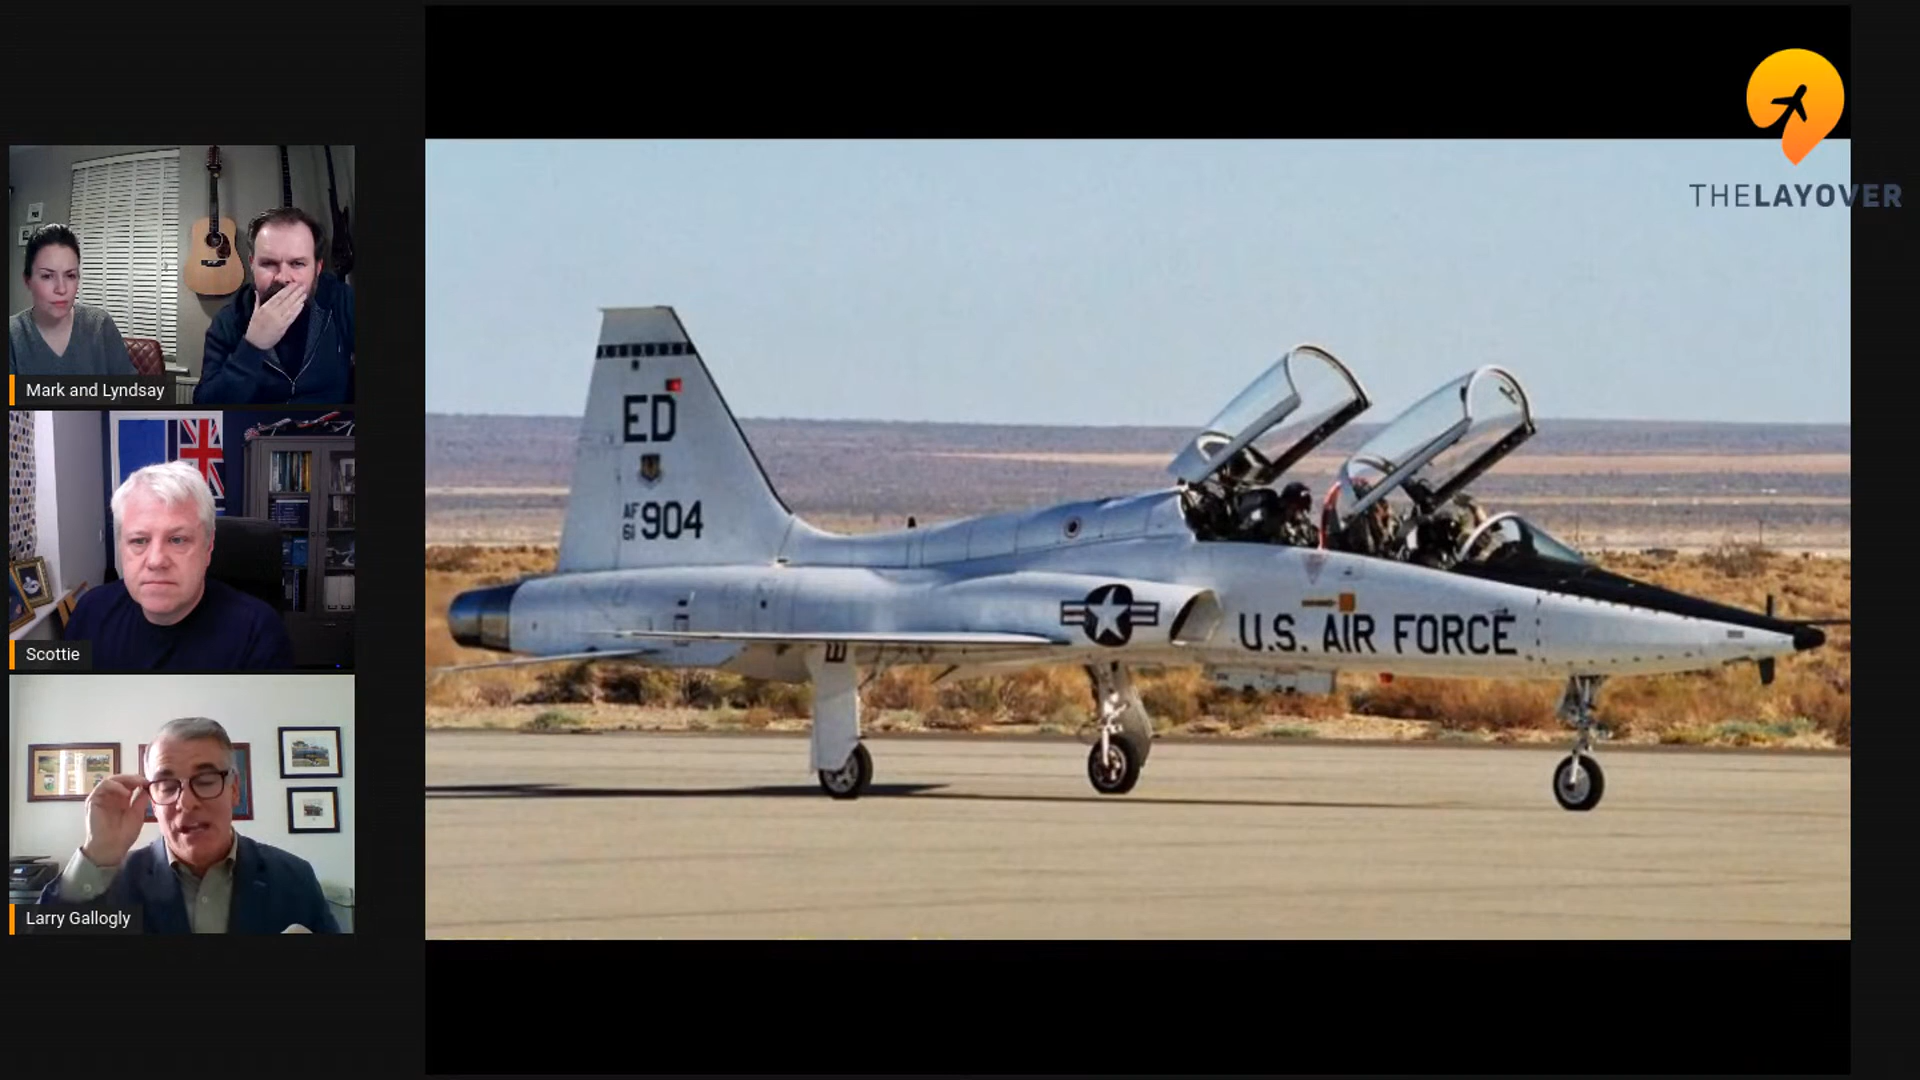 Mark and Lyndsay
Scottie
Larry Gallogly
THELAYOVER
ED
AF
61
904
U.S. AIR FORCE